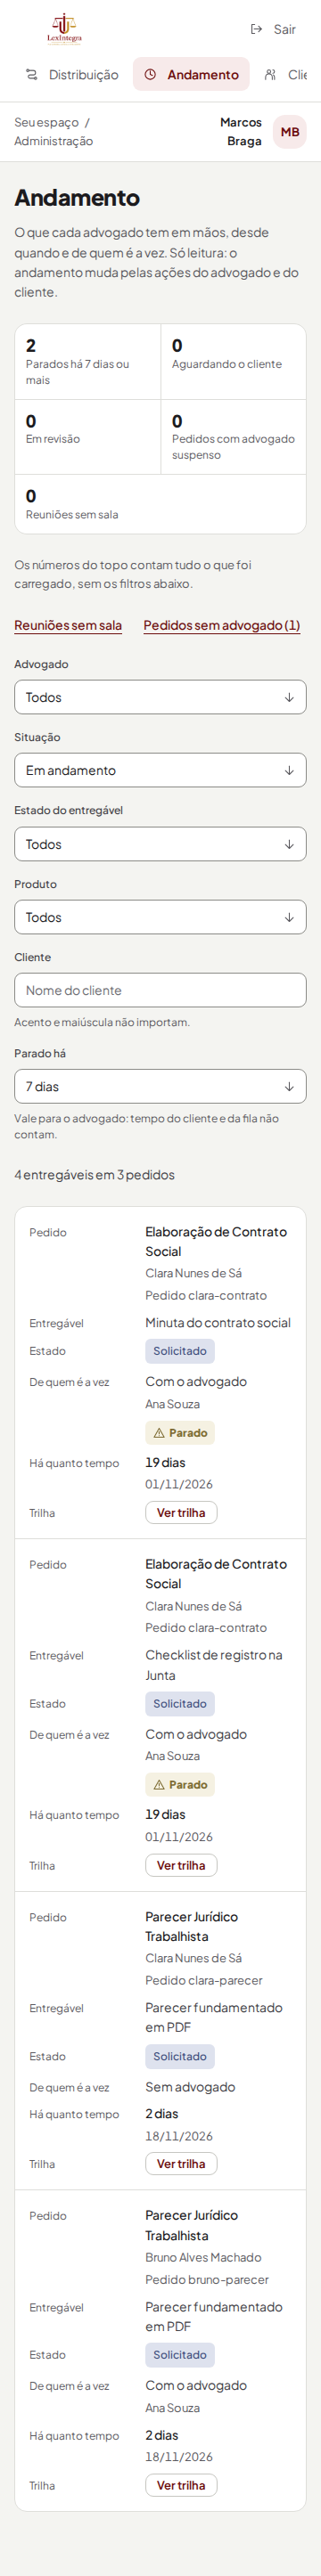 LexIntegra
Sair
Distribuição
Andamento
Clie
Seu espaço /
Administração
Marcos
Braga
MB
Andamento
O que cada advogado tem em mãos, desde
quando e de quem é a vez. Só leitura: o
andamento muda pelas ações do advogado e do
cliente.
2
Parados há 7 dias ou
mais
0
Aguardando o cliente
0
Em revisão
0
Pedidos com advogado
suspenso
0
Reuniões sem sala
Os números do topo contam tudo o que foi
carregado, sem os filtros abaixo.
Reuniões sem sala
Pedidos sem advogado (1)
Advogado
Todos
Situação
Em andamento
Estado do entregável
Todos
Produto
Todos
Cliente
Nome do cliente
Acento e maiúscula não importam.
Parado há
7 dias
Vale para o advogado: tempo do cliente e da fila não
contam.
4 entregáveis em 3 pedidos
Pedido
Elaboração de Contrato
Social
Clara Nunes de Sá
Pedido clara-contrato
Entregável
Minuta do contrato social
Estado
Solicitado
De quem é a vez
Com o advogado
Ana Souza
Parado
Há quanto tempo
19 dias
01/11/2026
Trilha
Ver trilha
Pedido
Elaboração de Contrato
Social
Clara Nunes de Sá
Pedido clara-contrato
Entregável
Checklist de registro na
Junta
Estado
Solicitado
De quem é a vez
Com o advogado
Ana Souza
Parado
Há quanto tempo
19 dias
01/11/2026
Trilha
Ver trilha
Pedido
Parecer Jurídico
Trabalhista
Clara Nunes de Sá
Pedido clara-parecer
Entregável
Parecer fundamentado
em PDF
Estado
Solicitado
De quem é a vez
Sem advogado
Há quanto tempo
2 dias
18/11/2026
Trilha
Ver trilha
Pedido
Parecer Jurídico
Trabalhista
Bruno Alves Machado
Pedido bruno-parecer
Entregável
Parecer fundamentado
em PDF
Estado
Solicitado
De quem é a vez
Com o advogado
Ana Souza
Há quanto tempo
2 dias
18/11/2026
Trilha
Ver trilha